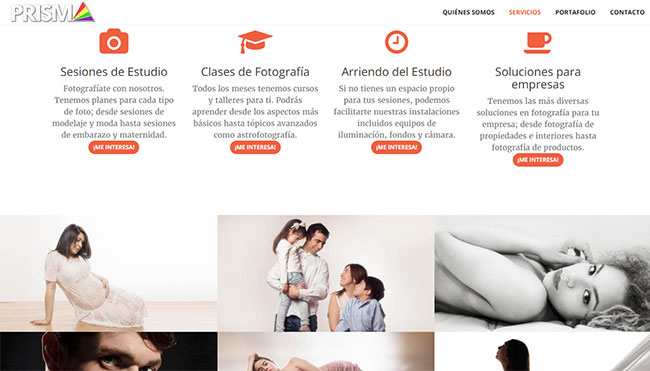 PRISMA
QUIÉNES SOMOS SERVICIOS PORTAFOLIO CONTACTO
Sesiones de Estudio
Fotografíate con nosotros.
Tenemos planes para cada tipo
de foto; desde sesiones de
modelaje y moda hasta sesiones
de embarazo y maternidad.
¡ME INTERESA!
Clases de Fotografía
Todos los meses tenemos cursos
y talleres para ti. Podrás
aprender desde los aspectos más
básicos hasta tópicos avanzados
como astrofotografía.
¡ME INTERESA!
Arriendo del Estudio
Si no tienes un espacio propio
para tus sesiones, podemos
facilitarte nuestras instalaciones
incluidos equipos de
iluminación, fondos y cámara.
¡ME INTERESA!
Soluciones para
empresas
Tenemos las más diversas
soluciones en fotografía para tu
empresa; desde fotografía de
propiedades e interiores hasta
fotografía de productos.
¡ME INTERESA!